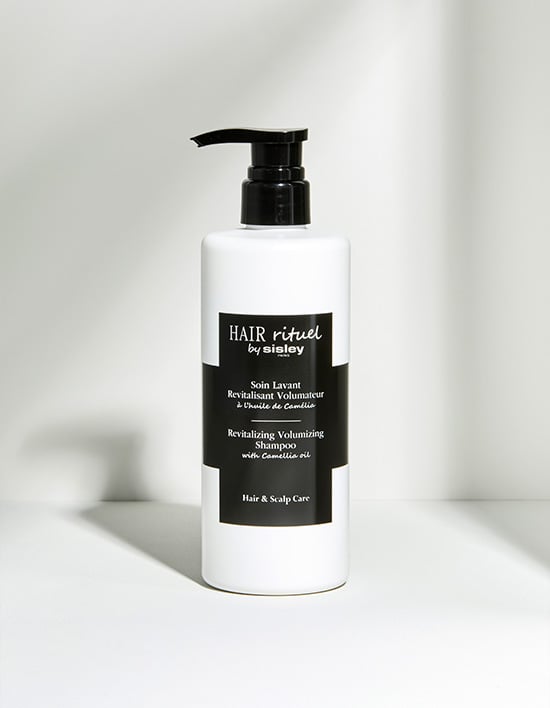 HAIR rituel
by sisley
PARIS
Soin Lavant
Revitalisant Volumateur
à l'huile de Camélia
Revitalizing Volumizing
Shampoo
with Camellia oil
Hair & Scalp Care